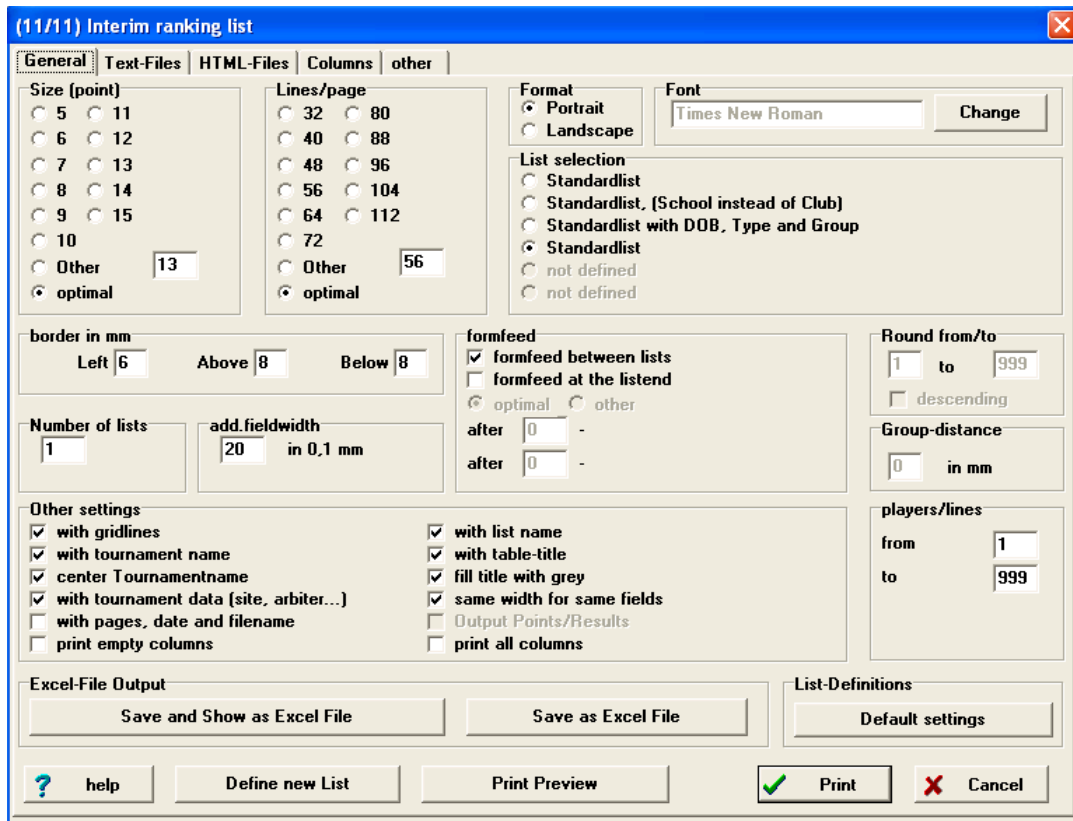 (11/11) Interim ranking list
General Text-Files HTML-Files Columns other
Size (point)
5 11
6 12
7 13
8 14
9 15
10
Other 13
optimal
Lines/page
32 80
40 88
48 96
56 104
64 112
72
Other 56
optimal
Format
Portrait
Landscape
Font
Times New Roman Change
List selection
Standardlist
Standardlist, (School instead of Club)
Standardlist with DOB, Type and Group
Standardlist
not defined
not defined
border in mm
Left 6 Above 8 Below 8
Number of lists
1
add.fieldwidth
20 in 0,1 mm
formfeed
formfeed between lists
formfeed at the listend
optimal other
after 0 -
after 0 -
Round from/to
1 to 999
descending
Group-distance
0 in mm
Other settings
with gridlines
with tournament name
center Tournamentname
with tournament data (site, arbiter...)
with pages, date and filename
print empty columns
with list name
with table-title
fill title with grey
same width for same fields
Output Points/Results
print all columns
players/lines
from 1
to 999
Excel-File Output
Save and Show as Excel File Save as Excel File
List-Definitions
Default settings
? help Define new List Print Preview Print Cancel